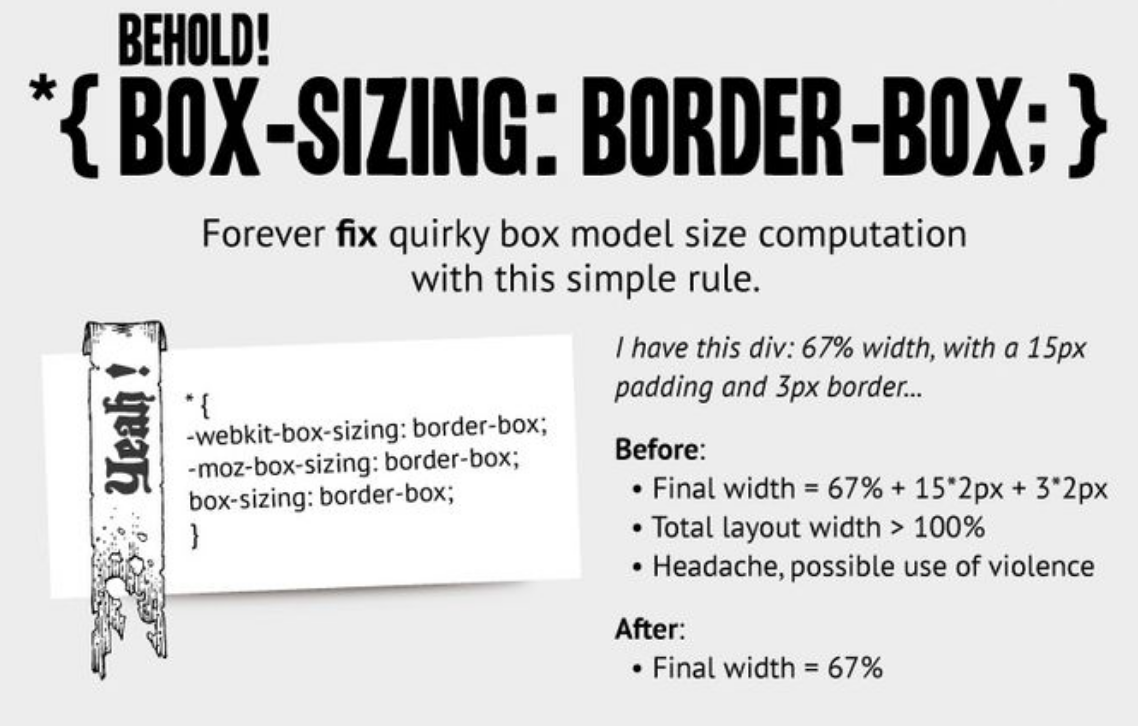 BEHOLD!
*{ BOX-SIZING: BORDER-BOX; }
Forever fix quirky box model size computation
with this simple rule.
Yeah!
* {
-webkit-box-sizing: border-box;
-moz-box-sizing: border-box;
box-sizing: border-box;
}
I have this div: 67% width, with a 15px
padding and 3px border...
Before:
• Final width = 67% + 15*2px + 3*2px
• Total layout width > 100%
• Headache, possible use of violence
After:
• Final width = 67%